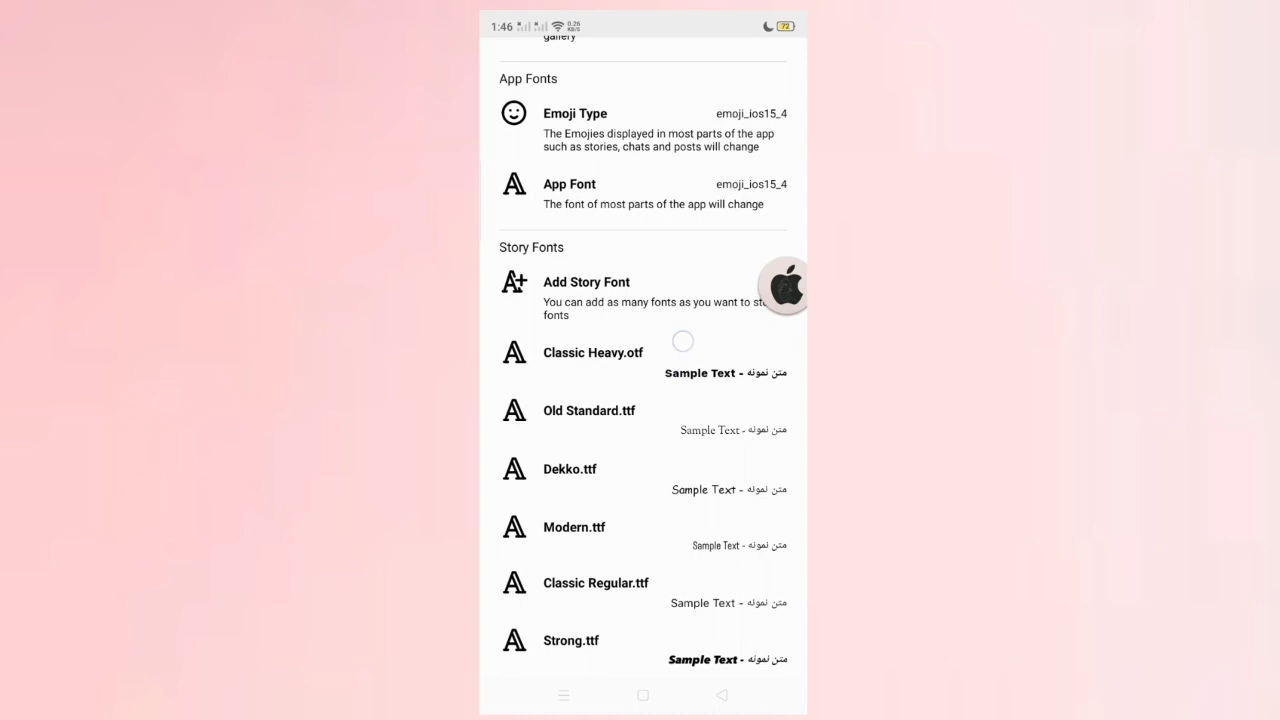 1:46 0.26 KB/S 72
gallery
App Fonts
Emoji Type emoji_ios15_4
The Emojies displayed in most parts of the app
such as stories, chats and posts will change
App Font emoji_ios15_4
The font of most parts of the app will change
Story Fonts
Add Story Font
You can add as many fonts as you want to
fonts
Classic Heavy.otf
Sample Text - متن نمونه
Old Standard.ttf
Sample Text - متن نمونه
Dekko.ttf
Sample Text - متن نمونه
Modern.ttf
Sample Text - متن نمونه
Classic Regular.ttf
Sample Text - متن نمونه
Strong.ttf
Sample Text - متن نمونه